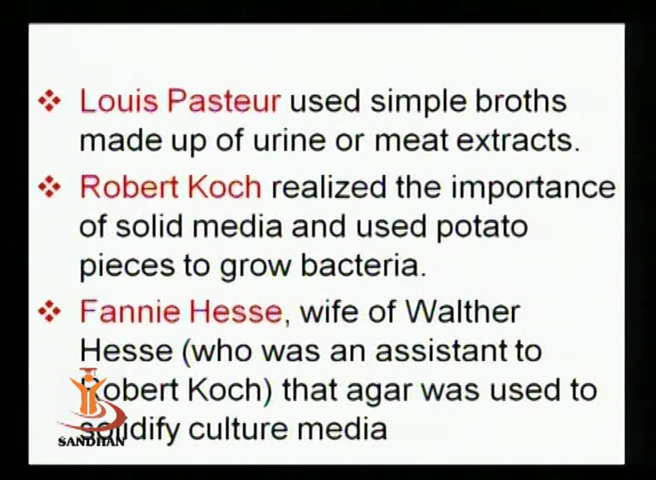 Louis Pasteur used simple broths
made up of urine or meat extracts.
Robert Koch realized the importance
of solid media and used potato
pieces to grow bacteria.
Fannie Hesse, wife of Walther
Hesse (who was an assistant to
Robert Koch) that agar was used to
solidify culture media
SANDHAN